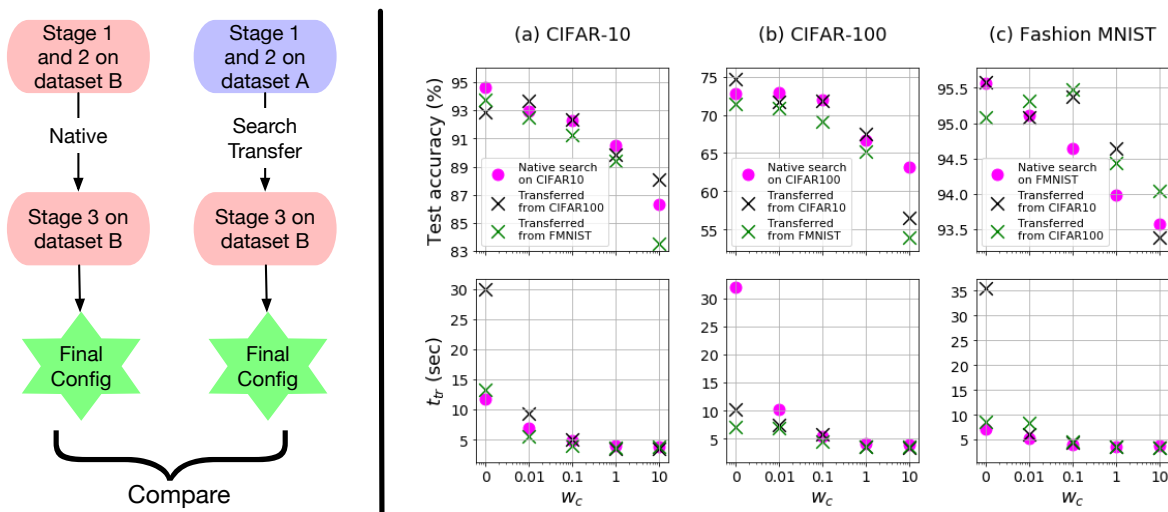 Stage 1
and 2 on
dataset B
Stage 1
and 2 on
dataset A
Native
Search
Transfer
Stage 3 on
dataset B
Stage 3 on
dataset B
Final
Config
Final
Config
Compare
(a) CIFAR-10
(b) CIFAR-100
(c) Fashion MNIST
Test accuracy (%)
95
93
91
89
87
85
83
Native search
on CIFAR10
Transferred
from CIFAR100
Transferred
from FMNIST
75
70
65
60
55
Native search
on CIFAR100
Transferred
from CIFAR10
Transferred
from FMNIST
95.5
95.0
94.5
94.0
93.5
Native search
on FMNIST
Transferred
from CIFAR10
Transferred
from CIFAR100
t_tr (sec)
30
25
20
15
10
5
0 0.01 0.1 1 10
w_c
30
25
20
15
10
5
0 0.01 0.1 1 10
w_c
35
30
25
20
15
10
5
0 0.01 0.1 1 10
w_c